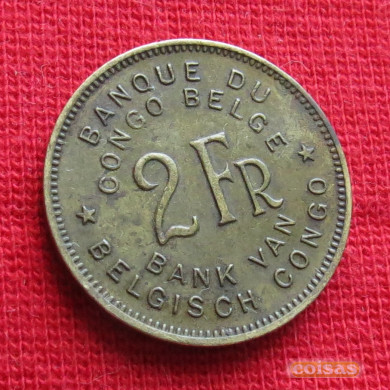 BANQUE DU
CONGO BELGE
2 FR
BANK VAN
BELGISCH CONGO
coisas